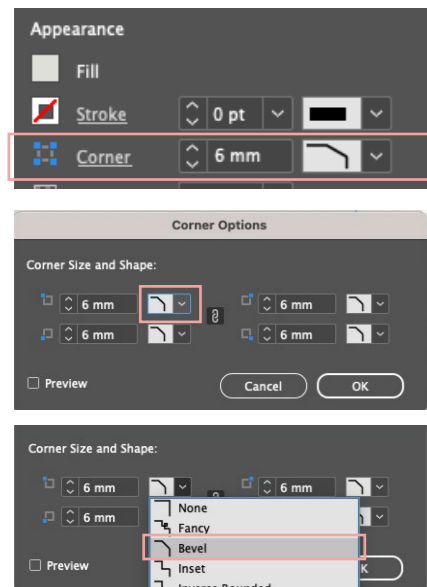 Appearance
Fill
Stroke 0 pt
Corner 6 mm
Corner Options
Corner Size and Shape:
6 mm 6 mm
6 mm 6 mm
Preview Cancel OK
Corner Size and Shape:
6 mm 6 mm
6 mm None
Fancy
Bevel
Preview Inset K
Inverse Rounded